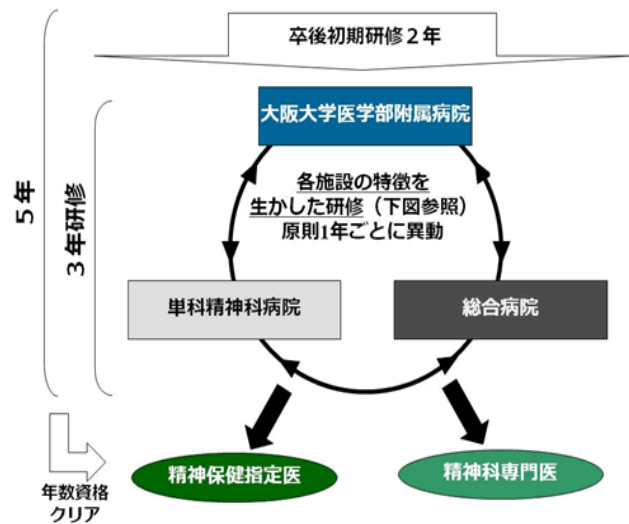 卒後初期研修２年
大阪大学医学部附属病院
５年
３年研修
各施設の特徴を
生かした研修（下図参照）
原則1年ごとに異動
単科精神科病院
総合病院
年数資格
クリア
精神保健指定医
精神科専門医